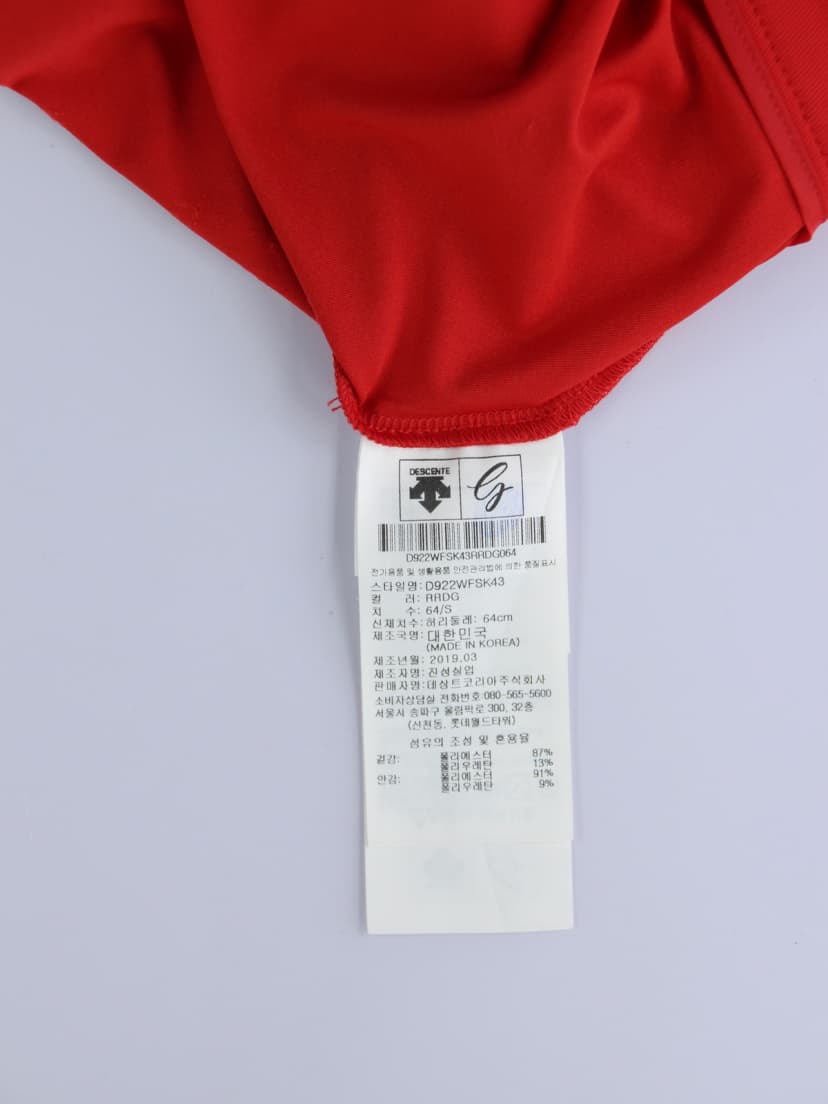 DESCENTE G
D922WFSK43RRDG064
전기용품 및 생활용품 안전관리법에 의한 품질표시
스타일명: D922WFSK43
컬 러: RRDG
치 수: 64/S
신체치수: 허리둘레: 64cm
제조국명: 대한민국
(MADE IN KOREA)
제조년월: 2019.03
제조자명: 진성실업
판매자명: 데상트코리아주식회사
소비자상담실 전화번호:080-565-5600
서울시 송파구 올림픽로 300, 32층
(신천동, 롯데월드타워)
섬유의 조성 및 혼용율
겉감: 폴리에스터 87%
폴리우레탄 13%
안감: 폴리에스터 91%
폴리우레탄 9%